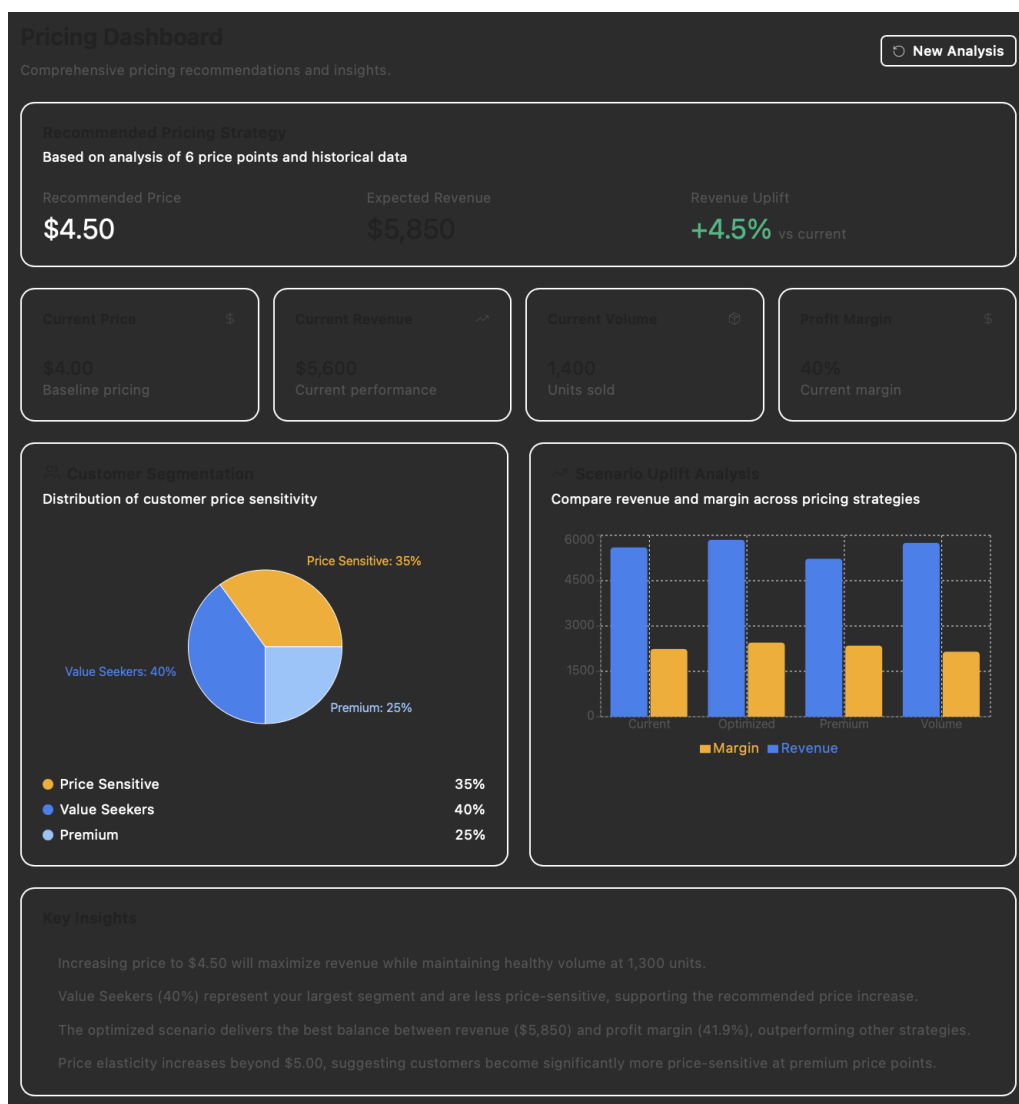 Pricing Dashboard
New Analysis
Comprehensive pricing recommendations and insights.
Recommended Pricing Strategy
Based on analysis of 6 price points and historical data
Recommended Price
Expected Revenue
Revenue Uplift
$4.50
$5,850
+4.5% vs current
Current Price
$
Current Revenue
Current Volume
Profit Margin
$
$4.00
$5,600
1,400
40%
Baseline pricing
Current performance
Units sold
Current margin
Customer Segmentation
Distribution of customer price sensitivity
Price Sensitive: 35%
Value Seekers: 40%
Premium: 25%
Price Sensitive 35%
Value Seekers 40%
Premium 25%
Scenario Uplift Analysis
Compare revenue and margin across pricing strategies
6000
4500
3000
1500
0
Current Optimized Premium Volume
Margin Revenue
Key Insights
Increasing price to $4.50 will maximize revenue while maintaining healthy volume at 1,300 units.
Value Seekers (40%) represent your largest segment and are less price-sensitive, supporting the recommended price increase.
The optimized scenario delivers the best balance between revenue ($5,850) and profit margin (41.9%), outperforming other strategies.
Price elasticity increases beyond $5.00, suggesting customers become significantly more price-sensitive at premium price points.